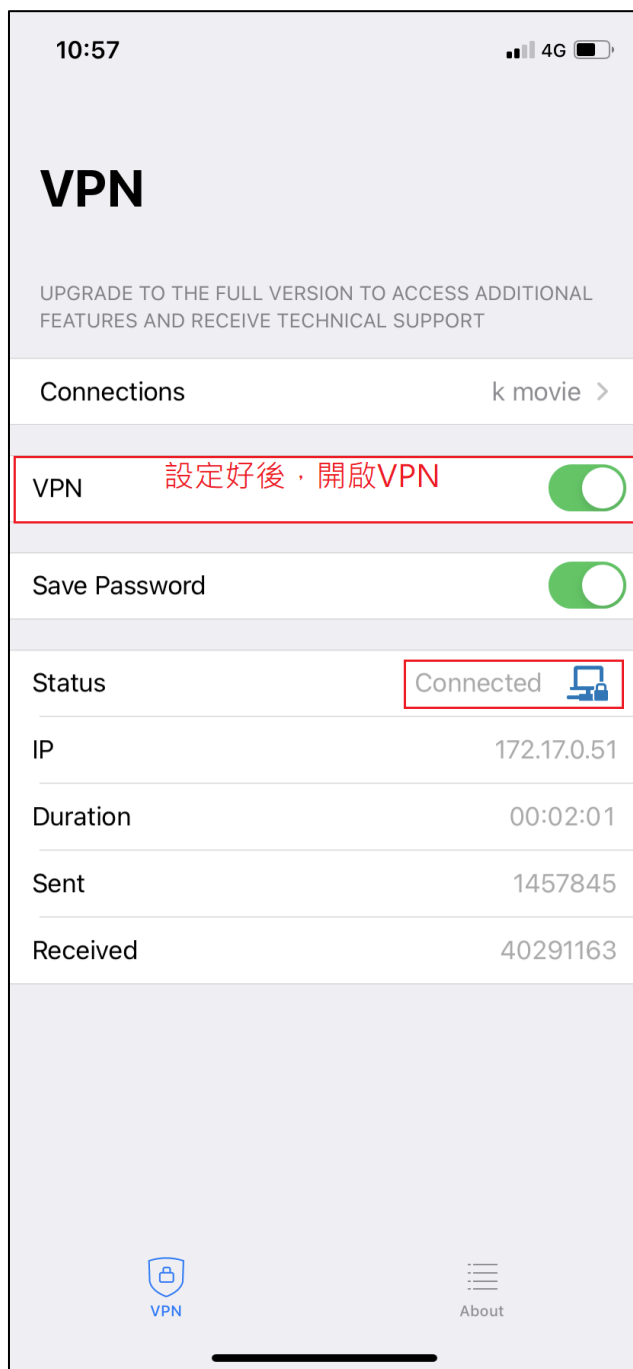 10:57
4G
VPN
UPGRADE TO THE FULL VERSION TO ACCESS ADDITIONAL
FEATURES AND RECEIVE TECHNICAL SUPPORT
Connections k movie
VPN 設定好後，開啟VPN
Save Password
Status Connected
IP 172.17.0.51
Duration 00:02:01
Sent 1457845
Received 40291163
VPN About